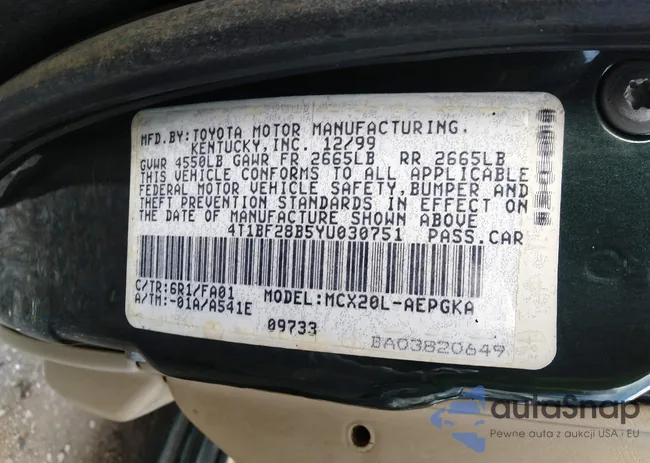 MFD.BY:TOYOTA MOTOR MANUFACTURING.
KENTUCKY,INC. 12/99
GVWR 4550LB GAWR FR 2665LB RR 2665LB
THIS VEHICLE CONFORMS TO ALL APPLICABLE
FEDERAL MOTOR VEHICLE SAFETY,BUMPER AND
THEFT PREVENTION STANDARDS IN EFFECT ON
THE DATE OF MANUFACTURE SHOWN ABOVE
4T1BF28B5YU030751 PASS.CAR
C/TR:6R1/FA01 MODEL:MCX20L-AEPGKA
A/TM:-01A/A541E
09733
BA03820649
autaSnap
Pewne auta z aukcji USA i EU